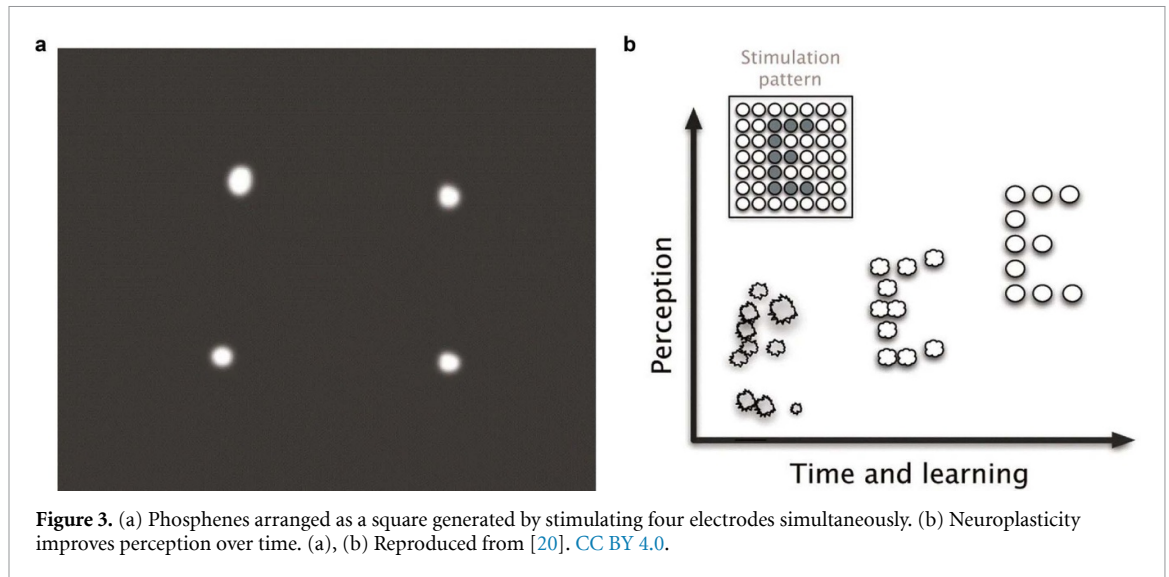 a
b
Stimulation
pattern
Perception
Time and learning
Figure 3. (a) Phosphenes arranged as a square generated by stimulating four electrodes simultaneously. (b) Neuroplasticity
improves perception over time. (a), (b) Reproduced from [20]. CC BY 4.0.